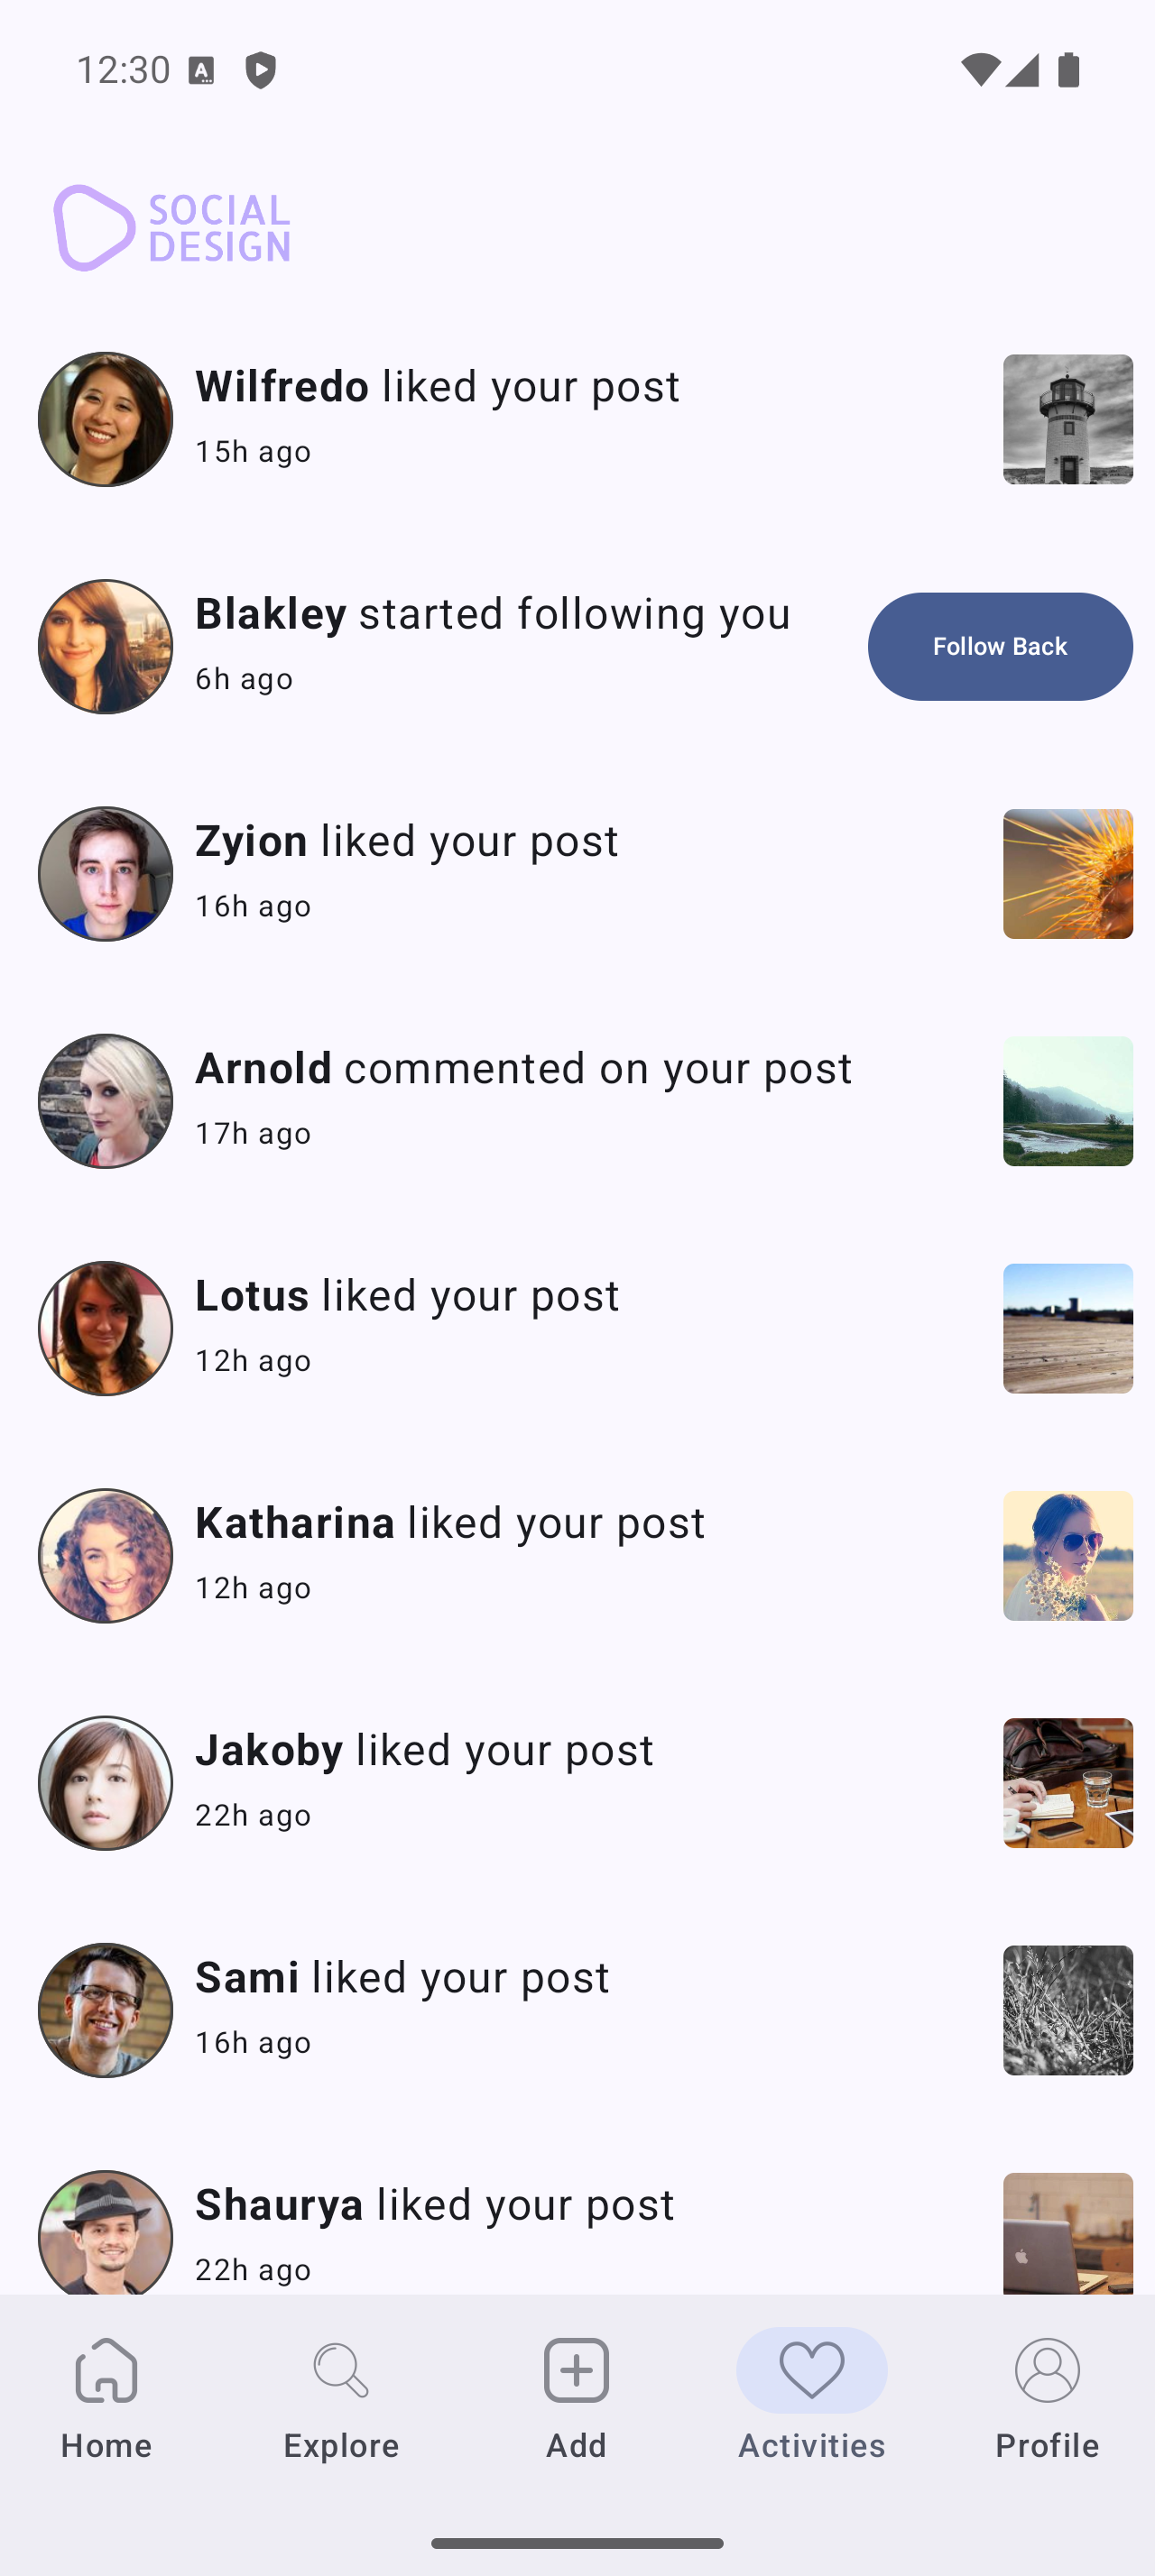 12:30
SOCIAL
DESIGN
Wilfredo liked your post
15h ago
Blakley started following you
6h ago
Follow Back
Zyion liked your post
16h ago
Arnold commented on your post
17h ago
Lotus liked your post
12h ago
Katharina liked your post
12h ago
Jakoby liked your post
22h ago
Sami liked your post
16h ago
Shaurya liked your post
22h ago
Home
Explore
Add
Activities
Profile